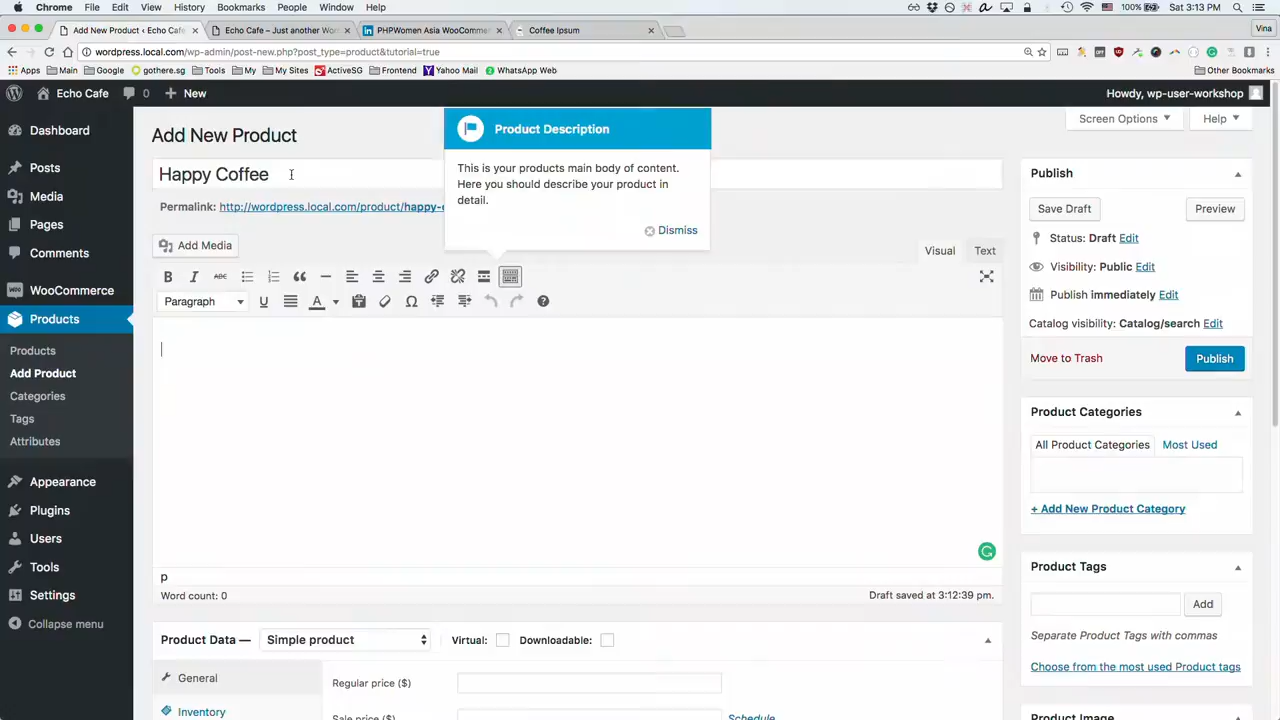 Chrome File Edit View History Bookmarks People Window Help 100% Sat 3:13 PM
Add New Product ‹ Echo Cafe × Echo Cafe – Just another Wor × PHPWomen Asia WooComme × Coffee Ipsum × Vina
wordpress.local.com/wp-admin/post-new.php?post_type=product&tutorial=true
Apps Main Google gothere.sg Tools My My Sites ActiveSG Frontend Yahoo Mail WhatsApp Web Other Bookmarks
Echo Cafe 0 + New Howdy, wp-user-workshop
Screen Options Help
Dashboard
Posts
Media
Pages
Comments
WooCommerce
Products
Products
Add Product
Categories
Tags
Attributes
Appearance
Plugins
Users
Tools
Settings
Collapse menu
Add New Product
Happy Coffee
Permalink: http://wordpress.local.com/product/happy-c
Product Description
This is your products main body of content.
Here you should describe your product in
detail.
Dismiss
Add Media
Visual Text
B I ABC
Paragraph U A Ω
p
Word count: 0 Draft saved at 3:12:39 pm.
Product Data — Simple product Virtual: Downloadable:
General
Inventory
Regular price ($)
Sale price ($) Schedule
Publish
Save Draft Preview
Status: Draft Edit
Visibility: Public Edit
Publish immediately Edit
Catalog visibility: Catalog/search Edit
Move to Trash Publish
Product Categories
All Product Categories Most Used
+ Add New Product Category
Product Tags
Add
Separate Product Tags with commas
Choose from the most used Product tags
Product Image